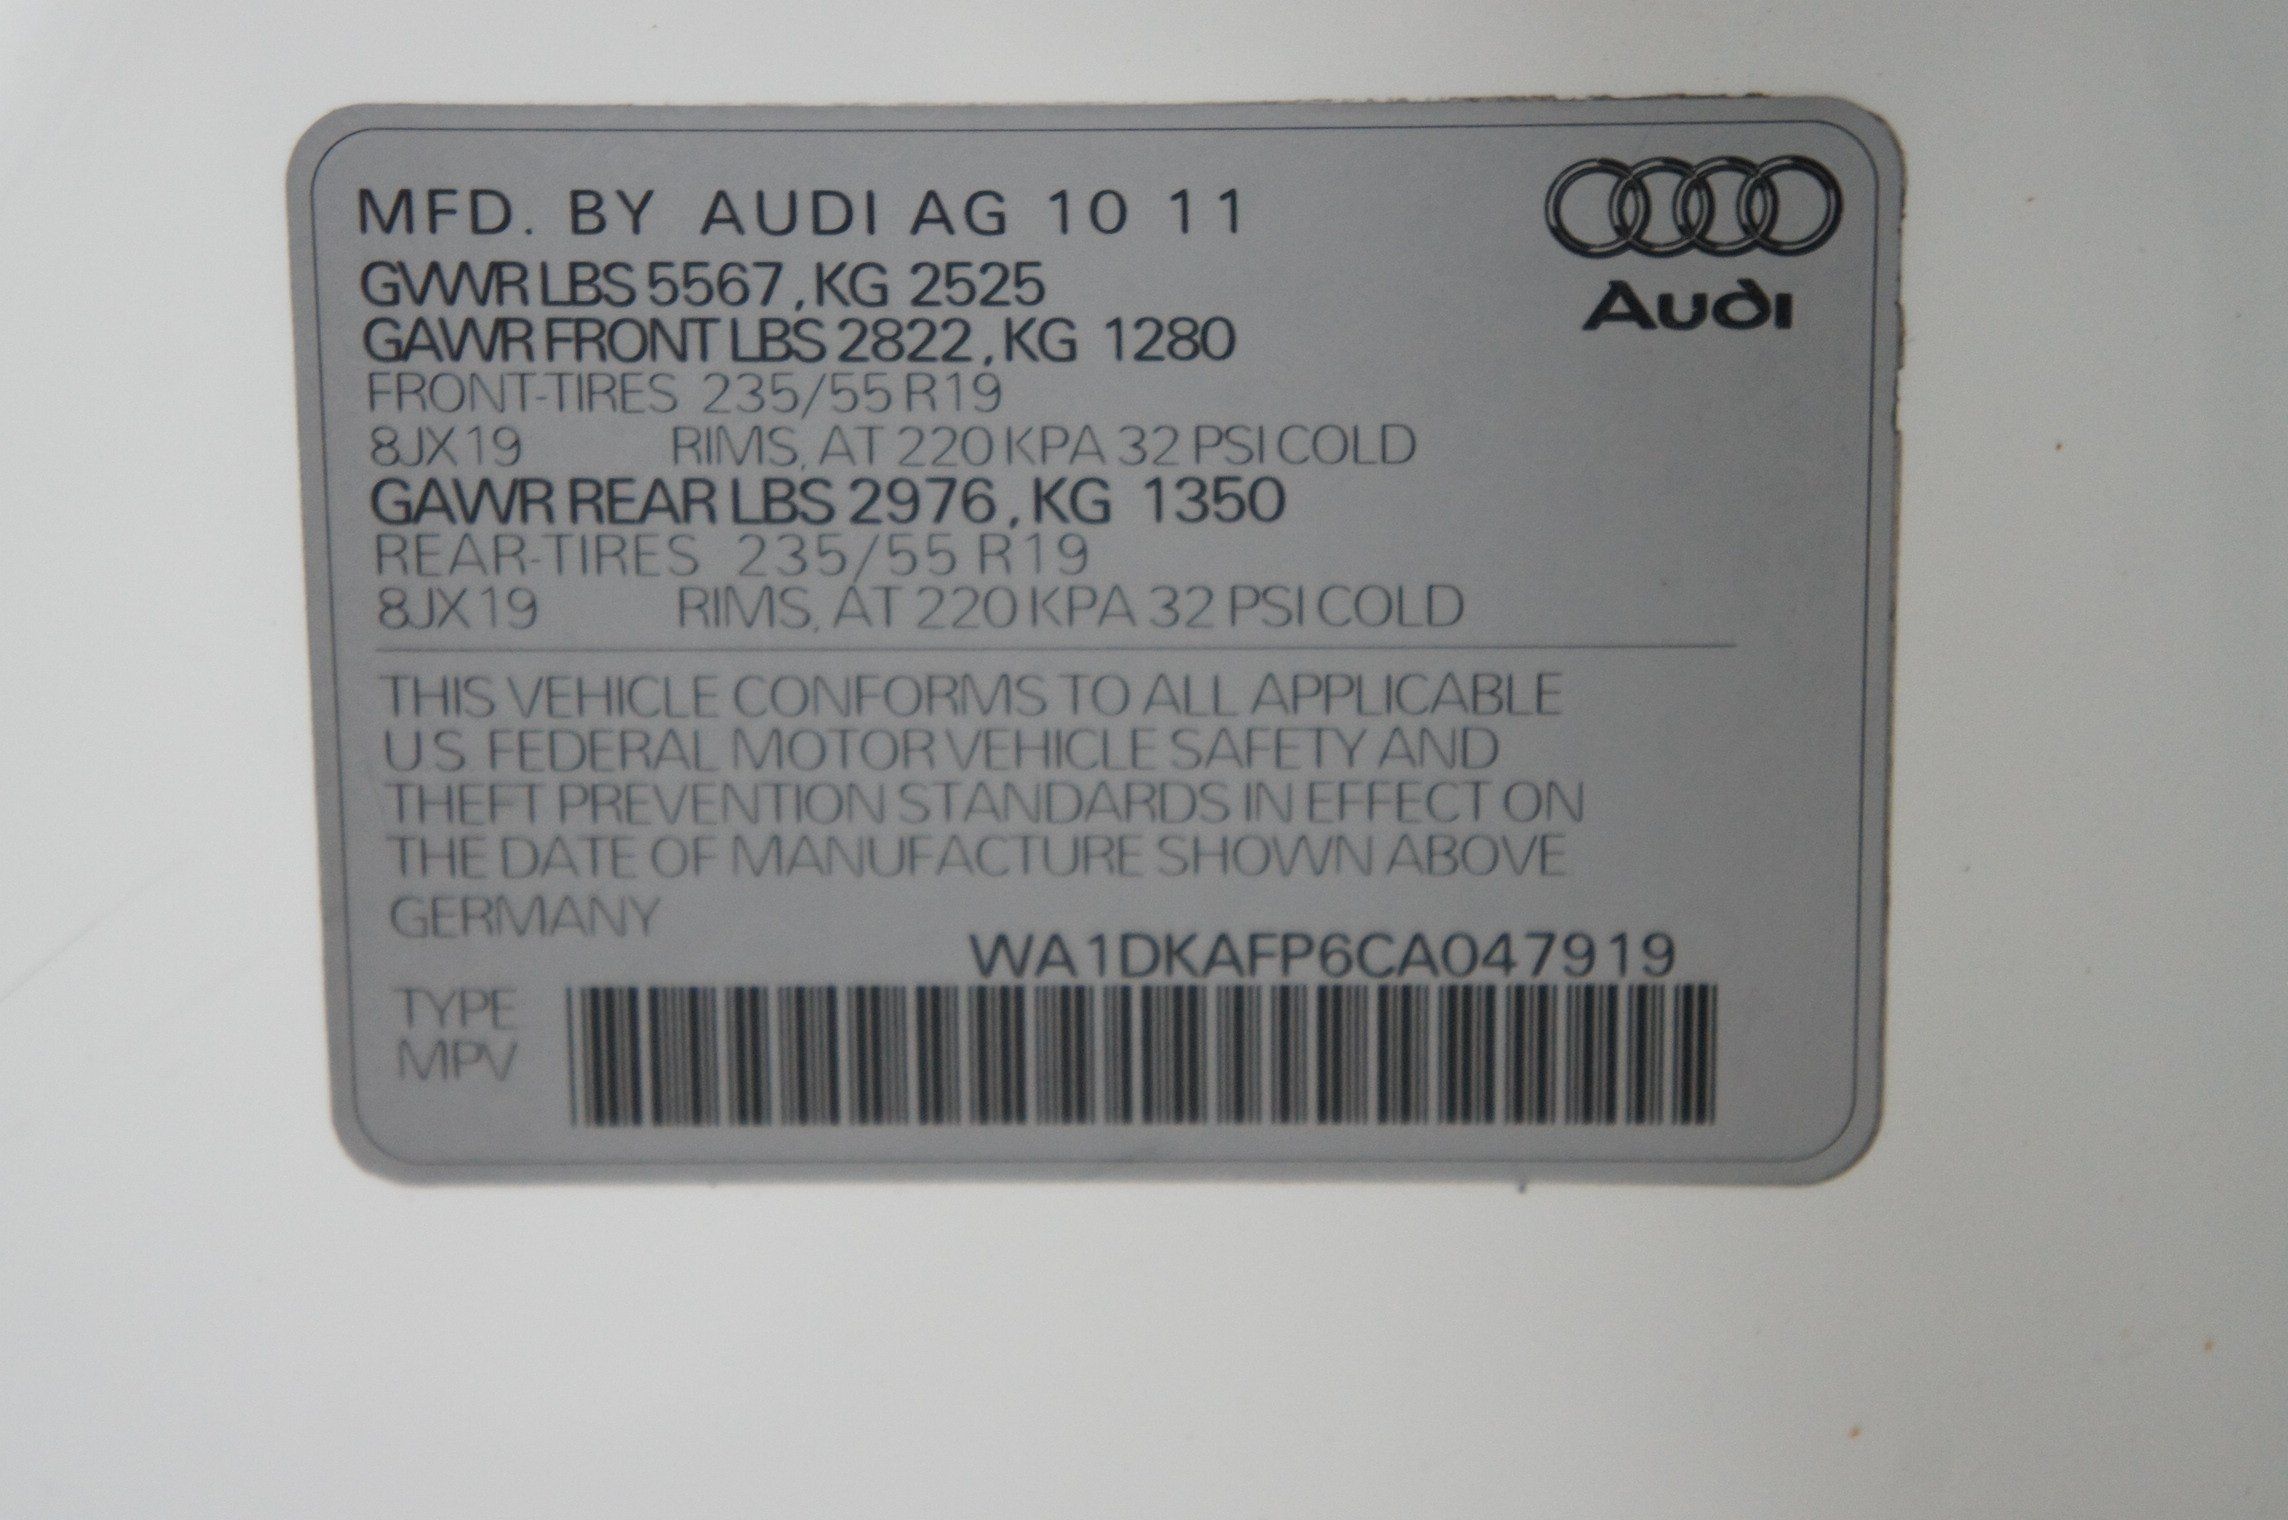 MFD. BY AUDI AG 10 11
Audi
GVWR LBS 5567, KG 2525
GAWR FRONT LBS 2822, KG 1280
FRONT-TIRES 235/55 R19
8JX19 RIMS, AT 220 KPA 32 PSI COLD
GAWR REAR LBS 2976, KG 1350
REAR-TIRES 235/55 R19
8JX19 RIMS, AT 220 KPA 32 PSI COLD
THIS VEHICLE CONFORMS TO ALL APPLICABLE
US FEDERAL MOTOR VEHICLE SAFETY AND
THEFT PREVENTION STANDARDS IN EFFECT ON
THE DATE OF MANUFACTURE SHOWN ABOVE
GERMANY
WA1DKAFP6CA047919
TYPE
MPV